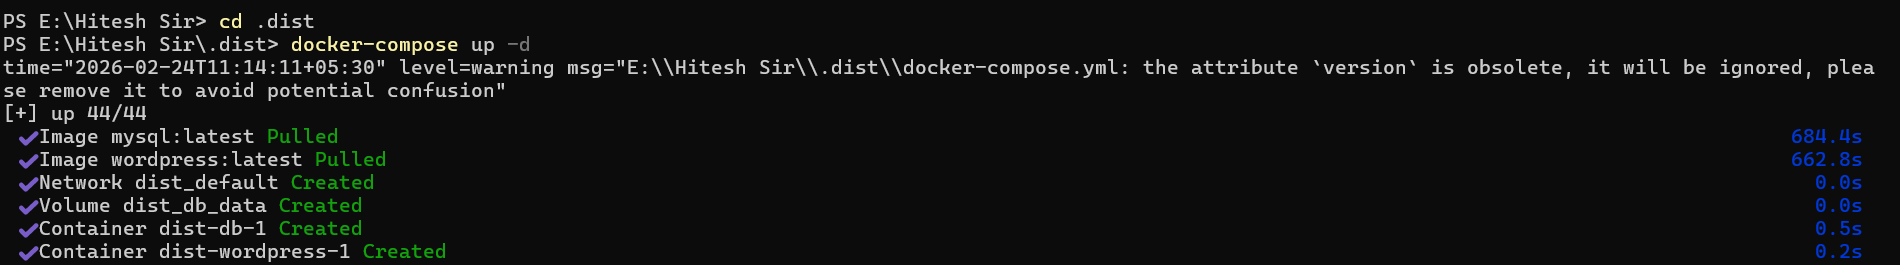 PS E:\Hitesh Sir> cd .dist
PS E:\Hitesh Sir\.dist> docker-compose up -d
time="2026-02-24T11:14:11+05:30" level=warning msg="E:\\Hitesh Sir\\.dist\\docker-compose.yml: the attribute `version` is obsolete, it will be ignored, plea
se remove it to avoid potential confusion"
[+] up 44/44
✔Image mysql:latest Pulled 684.4s
✔Image wordpress:latest Pulled 662.8s
✔Network dist_default Created 0.0s
✔Volume dist_db_data Created 0.0s
✔Container dist-db-1 Created 0.5s
✔Container dist-wordpress-1 Created 0.2s